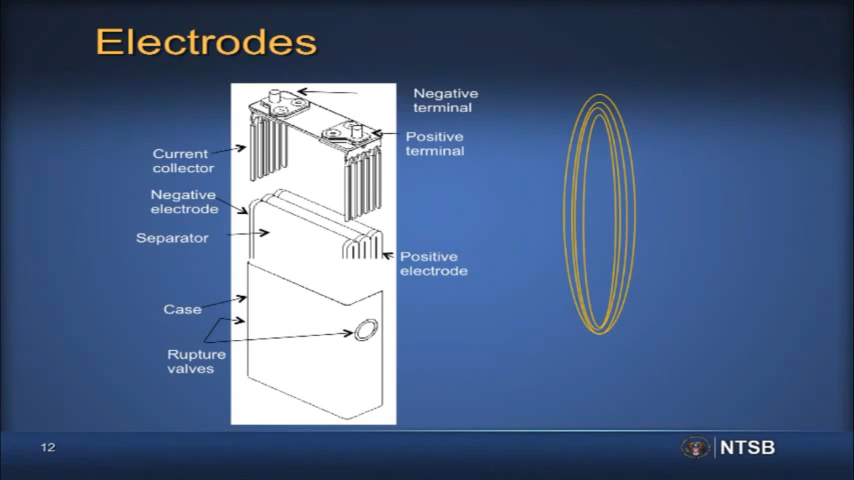 Electrodes
Negative
terminal
Positive
terminal
Current
collector
Negative
electrode
Separator
Positive
electrode
Case
Rupture
valves
12
NTSB